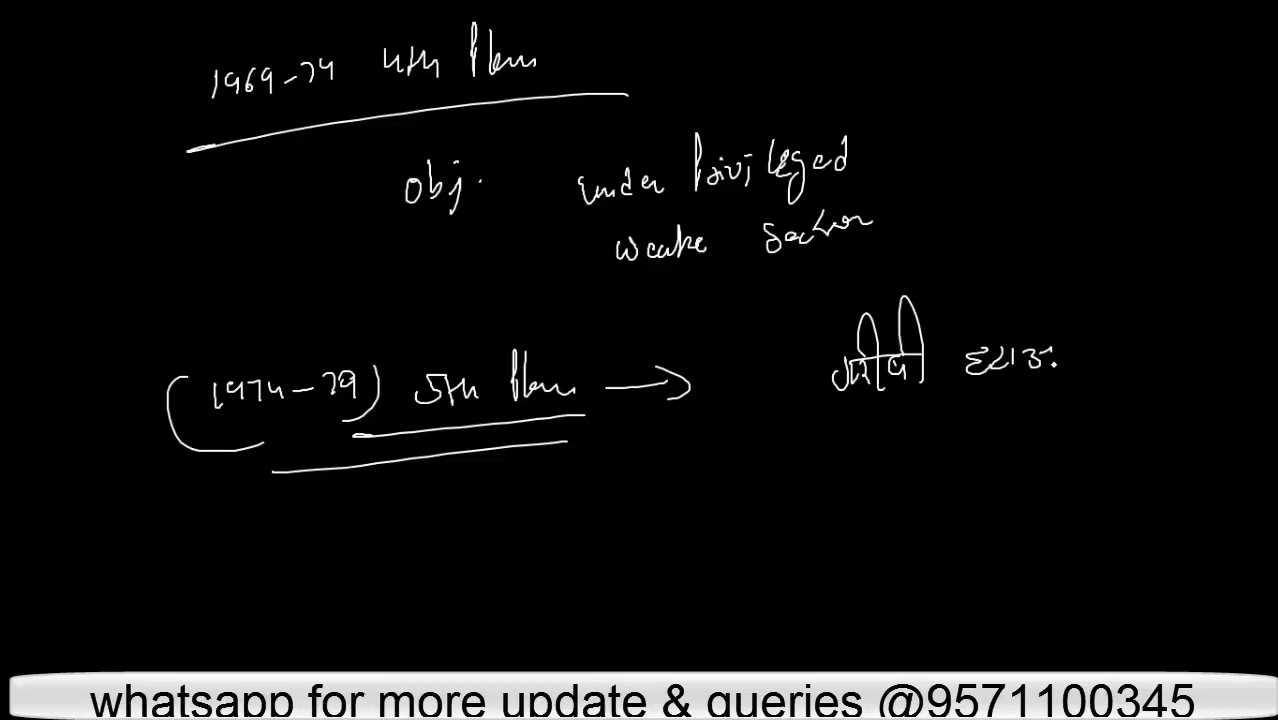 1969-74 4th Plan
Obj. under Privileged
weake Section
(1974-79) 5th Plan → गरीबी हटाओ.
whatsapp for more update & queries @9571100345